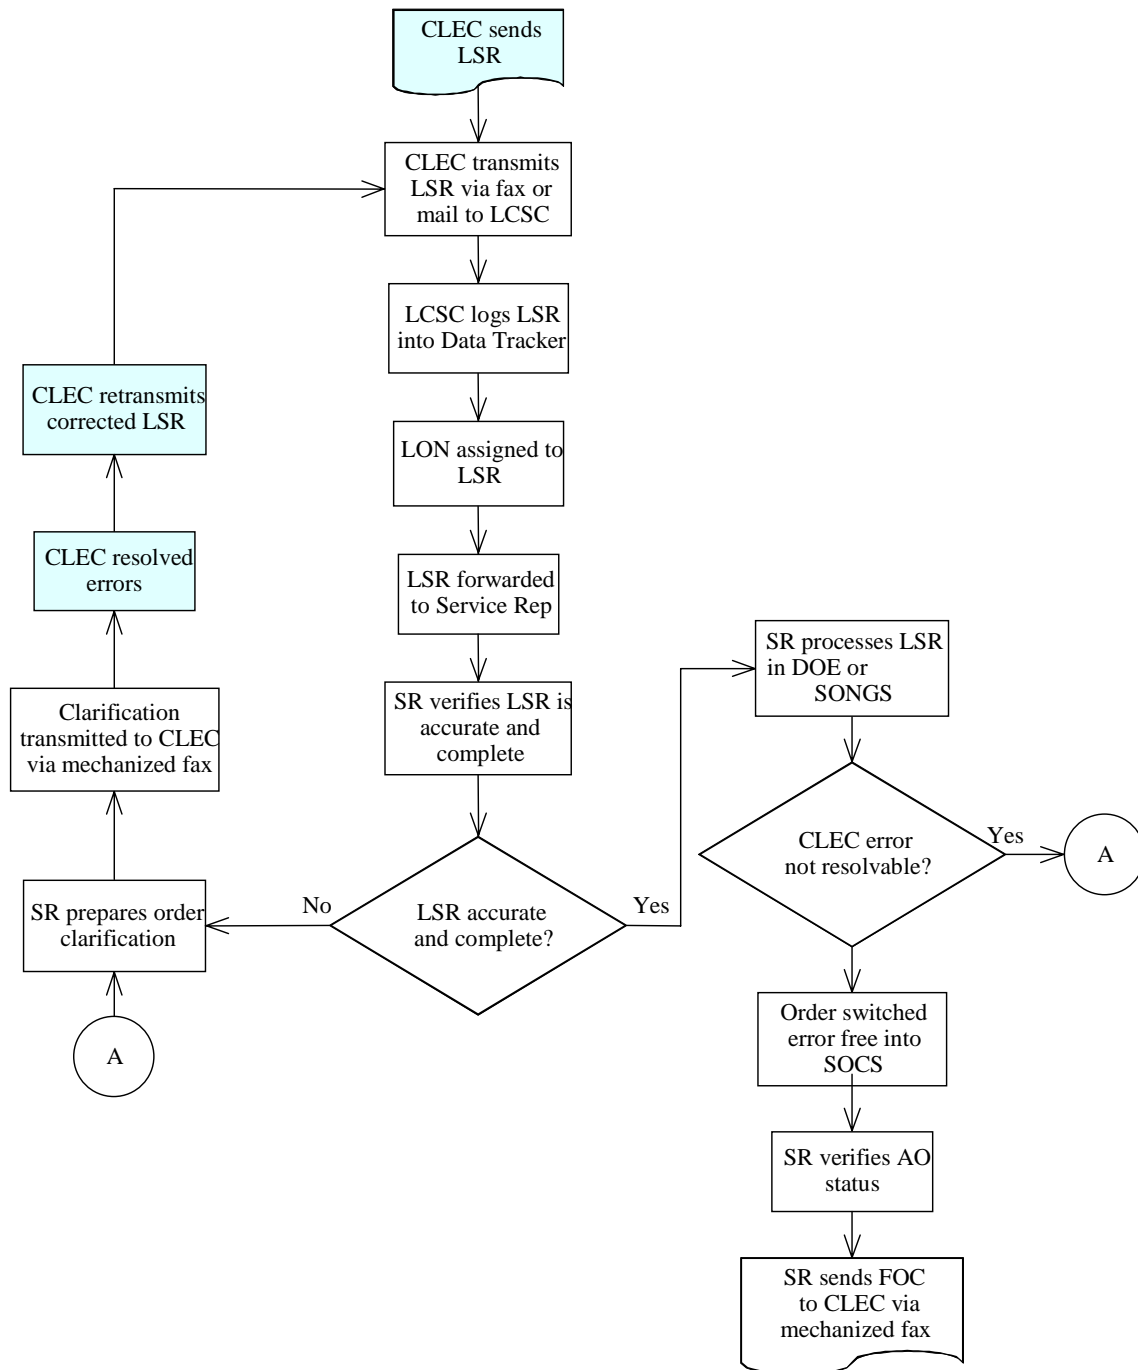 CLEC sends
LSR
CLEC transmits
LSR via fax or
mail to LCSC
LCSC logs LSR
into Data Tracker
CLEC retransmits
corrected LSR
LON assigned to
LSR
CLEC resolved
errors
LSR forwarded
to Service Rep
SR processes LSR
in DOE or
SONGS
Clarification
transmitted to CLEC
via mechanized fax
SR verifies LSR is
accurate and
complete
CLEC error
not resolvable?
Yes
A
SR prepares order
clarification
No
LSR accurate
and complete?
Yes
A
Order switched
error free into
SOCS
SR verifies AO
status
SR sends FOC
to CLEC via
mechanized fax